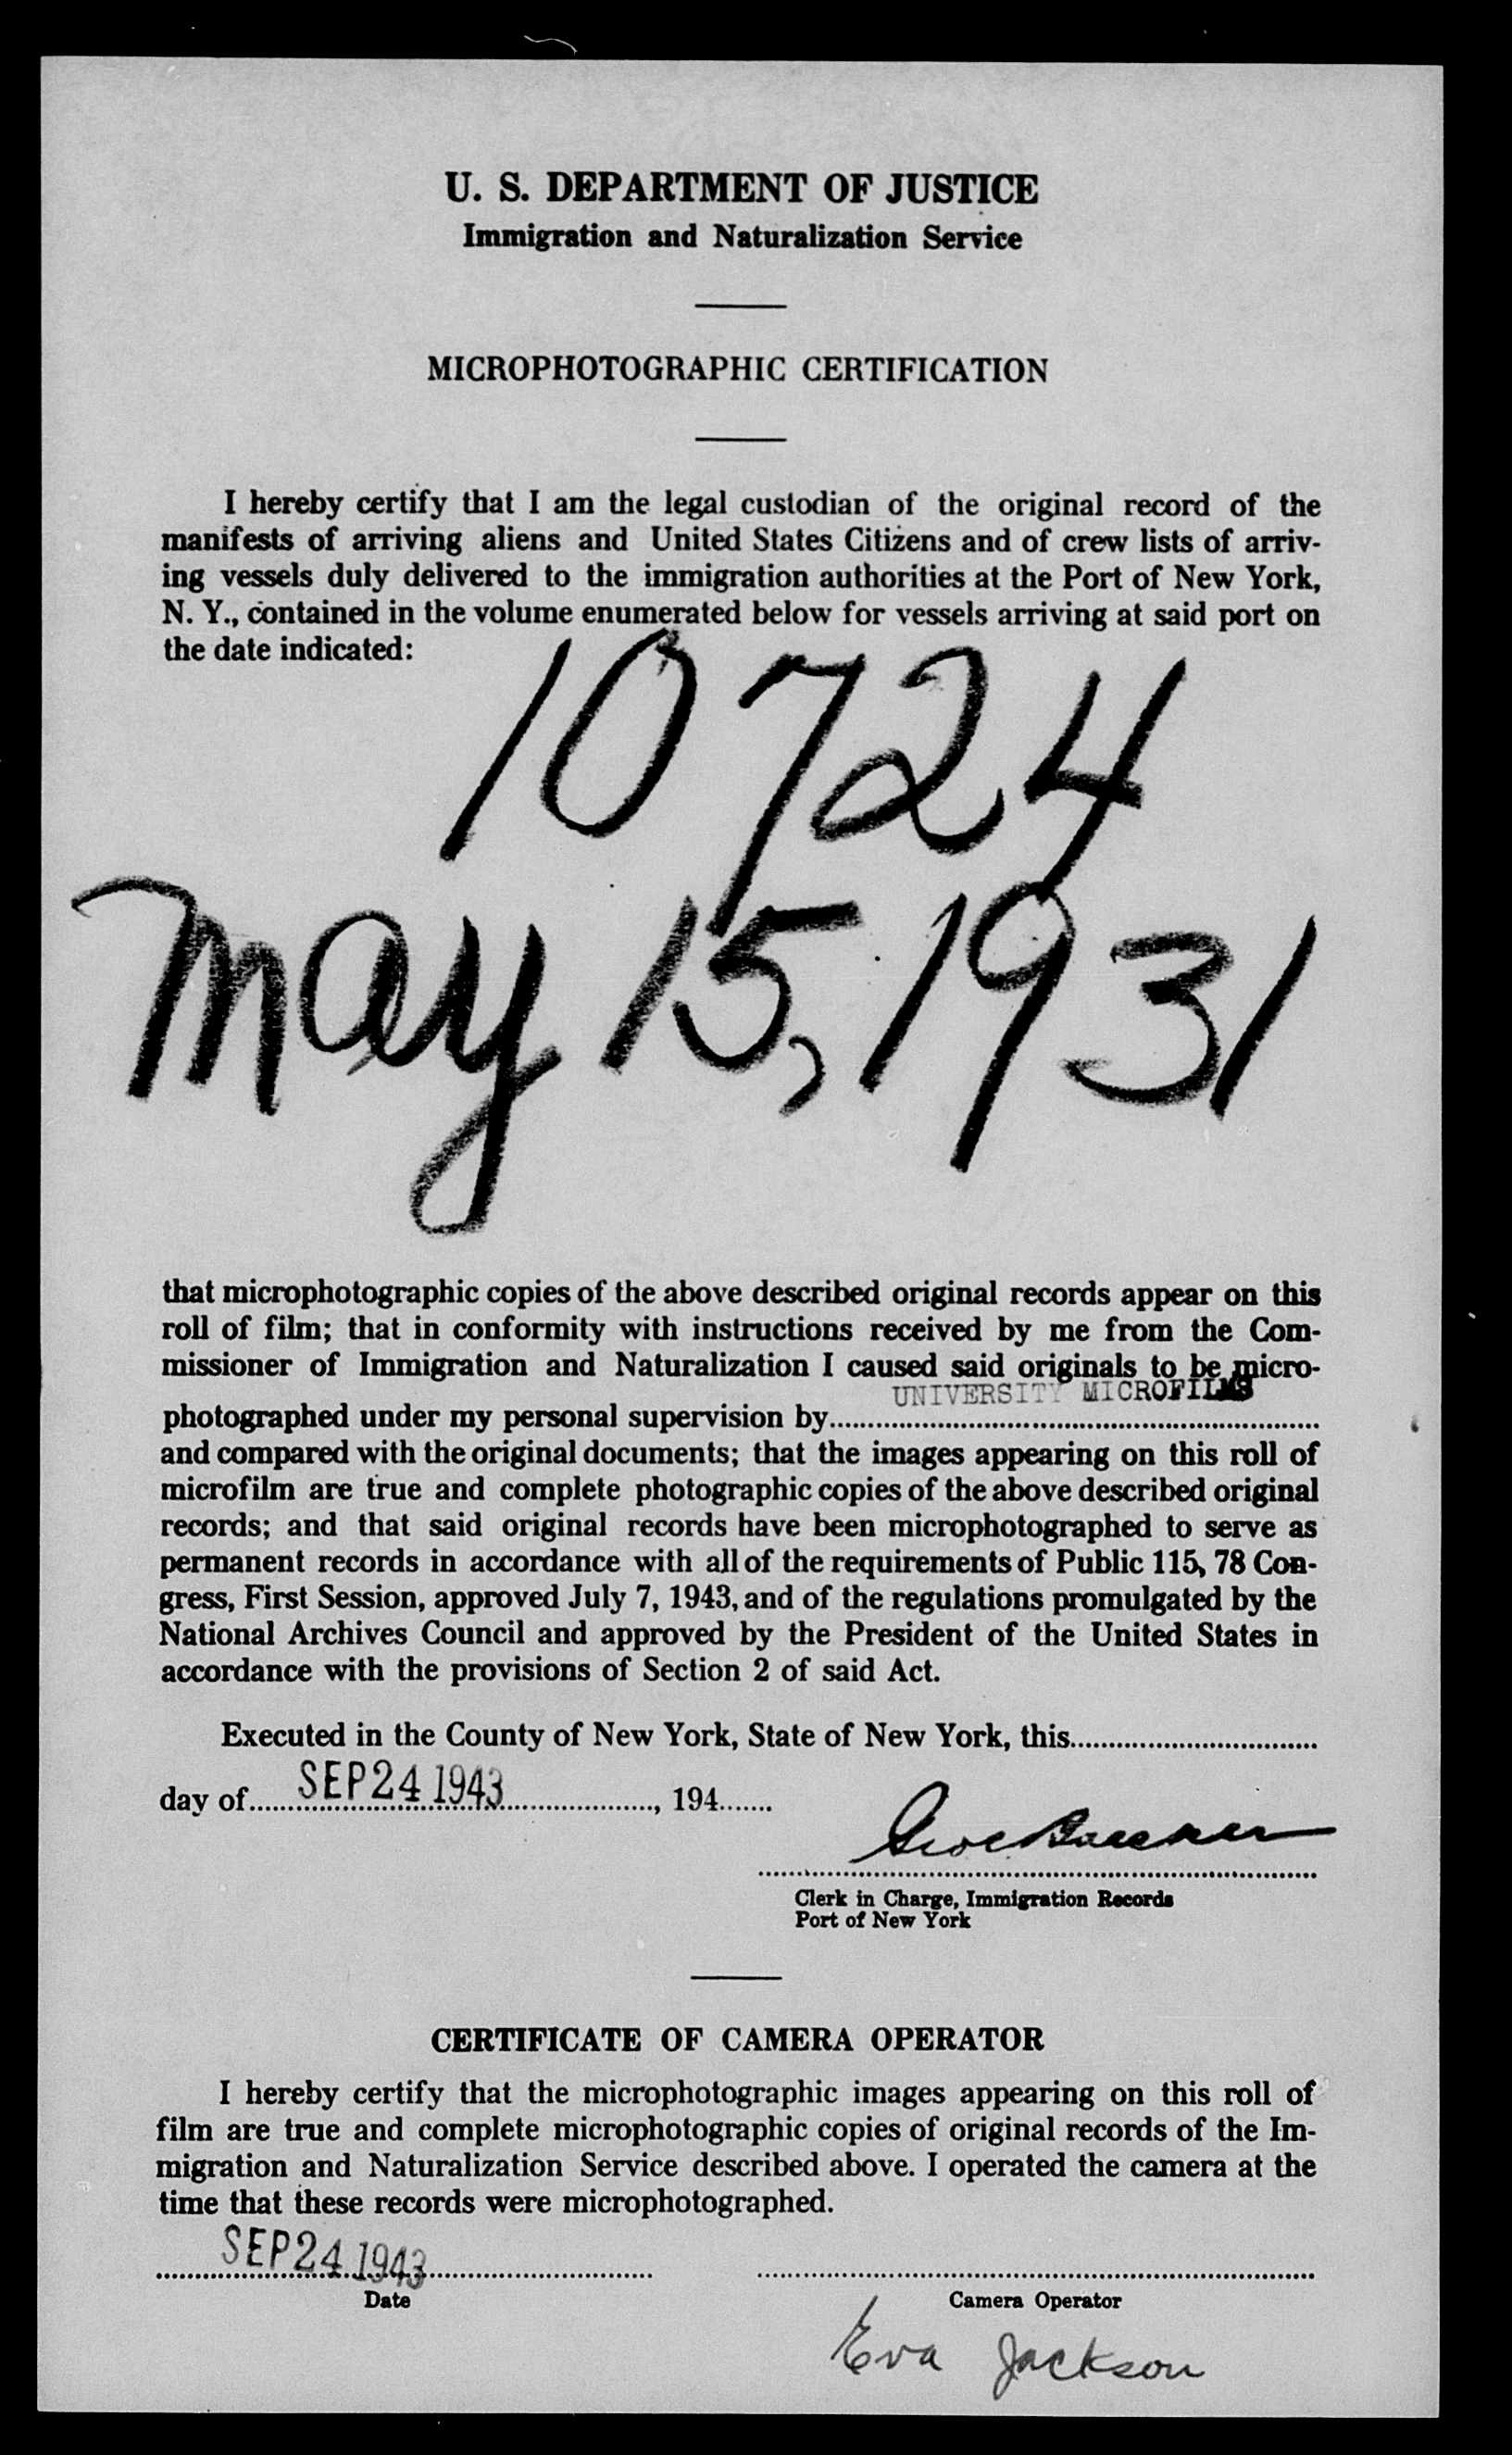 U. S. DEPARTMENT OF JUSTICE
Immigration and Naturalization Service
MICROPHOTOGRAPHIC CERTIFICATION
I hereby certify that I am the legal custodian of the original record of the
manifests of arriving aliens and United States Citizens and of crew lists of arriv-
ing vessels duly delivered to the immigration authorities at the Port of New York,
N. Y., contained in the volume enumerated below for vessels arriving at said port on
the date indicated:
10724
May 15, 1931
that microphotographic copies of the above described original records appear on this
roll of film; that in conformity with instructions received by me from the Com-
missioner of Immigration and Naturalization I caused said originals to be micro-
UNIVERSITY MICROFILMS
photographed under my personal supervision by
and compared with the original documents; that the images appearing on this roll of
microfilm are true and complete photographic copies of the above described original
records; and that said original records have been microphotographed to serve as
permanent records in accordance with all of the requirements of Public 115, 78 Con-
gress, First Session, approved July 7, 1943, and of the regulations promulgated by the
National Archives Council and approved by the President of the United States in
accordance with the provisions of Section 2 of said Act.
Executed in the County of New York, State of New York, this
day of SEP 24 1943, 194
Clerk in Charge, Immigration Records
Port of New York
CERTIFICATE OF CAMERA OPERATOR
I hereby certify that the microphotographic images appearing on this roll of
film are true and complete microphotographic copies of original records of the Im-
migration and Naturalization Service described above. I operated the camera at the
time that these records were microphotographed.
SEP 24 1943
Date Camera Operator
Eva Jackson